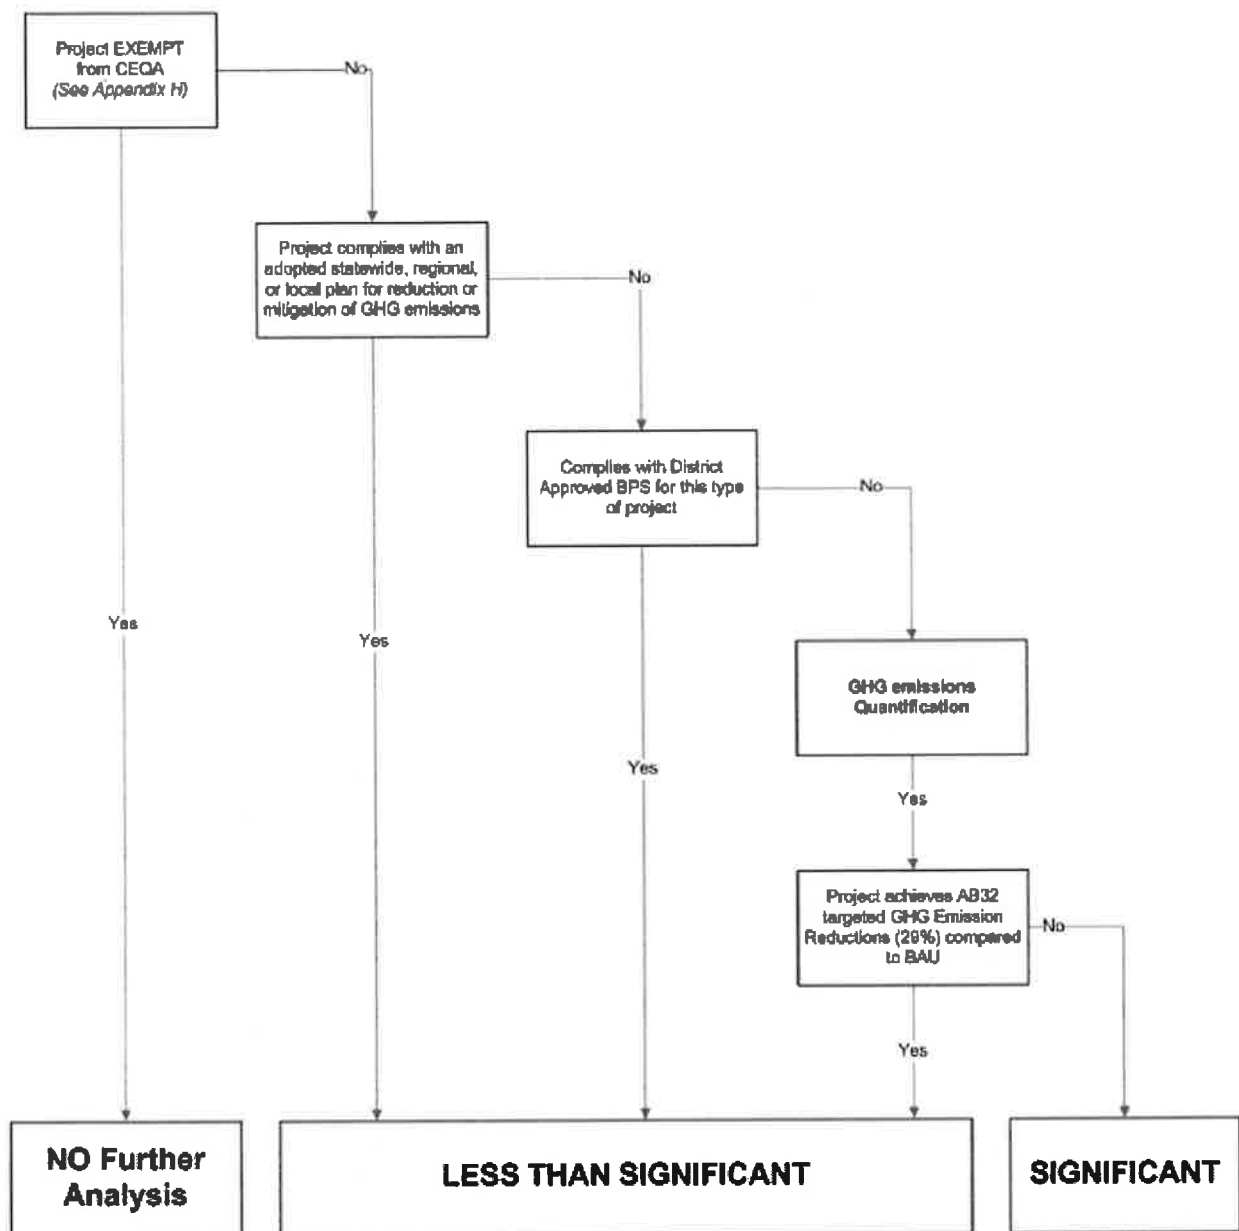 Project EXEMPT
from CEQA
(See Appendix H)
No
Project complies with an
adopted statewide, regional,
or local plan for reduction or
mitigation of GHG emissions
No
Complies with District
Approved BPS for this type
of project
No
Yes
Yes
GHG emissions
Quantification
Yes
Yes
Project achieves AB32
targeted GHG Emission
Reductions (29%) compared
to BAU
No
Yes
NO Further
Analysis
LESS THAN SIGNIFICANT
SIGNIFICANT